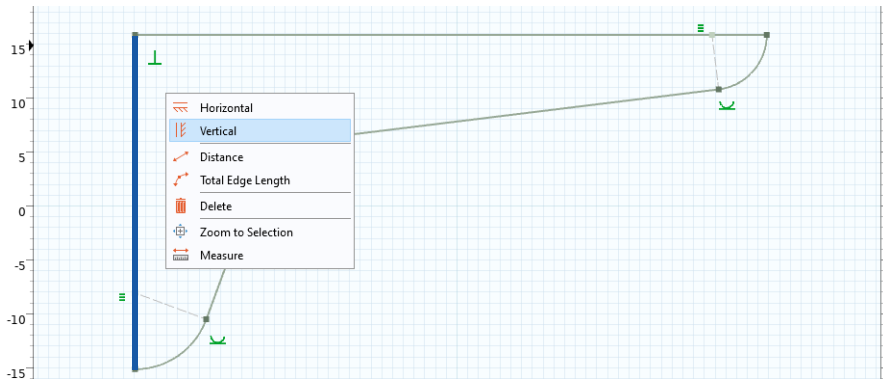 15
10
5
0
-5
-10
-15
Horizontal
Vertical
Distance
Total Edge Length
Delete
Zoom to Selection
Measure